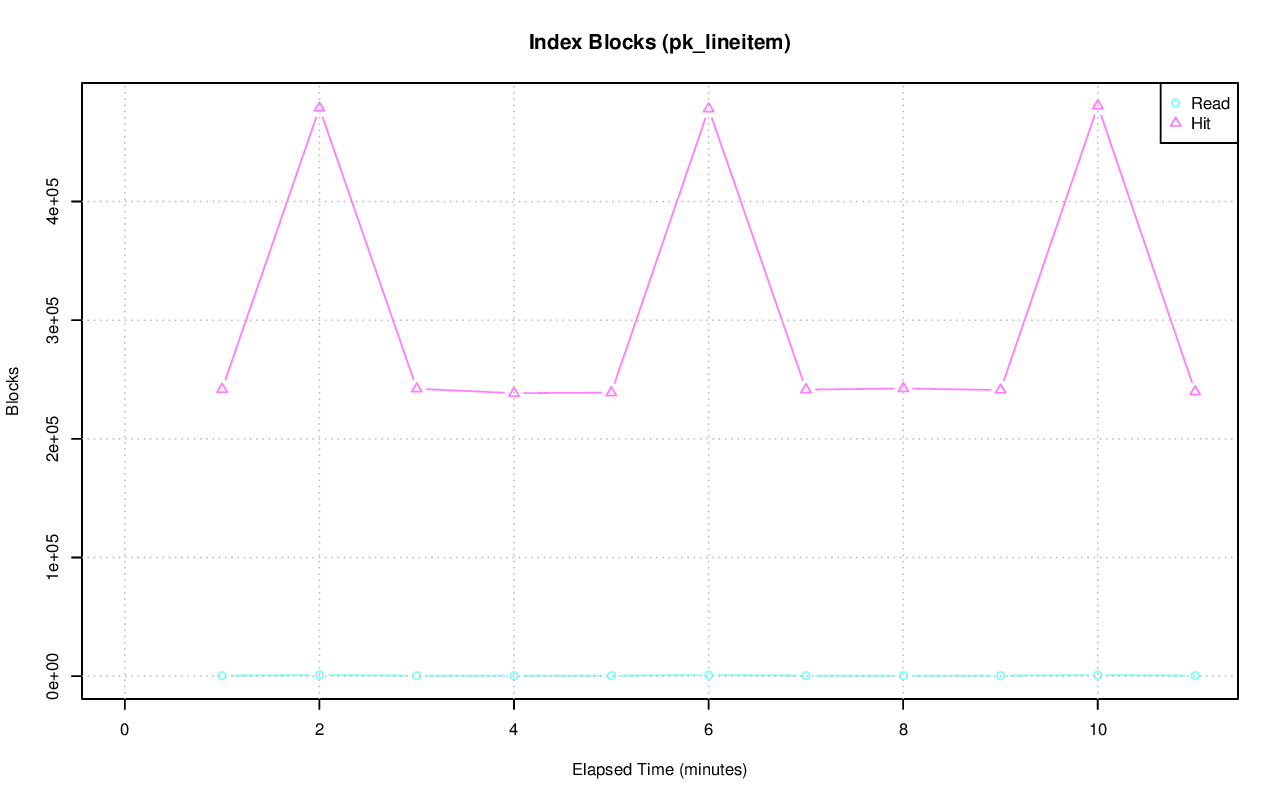 Index Blocks (pk_lineitem)
Read
Hit
Blocks
4e+05
3e+05
2e+05
1e+05
0e+00
0 2 4 6 8 10
Elapsed Time (minutes)